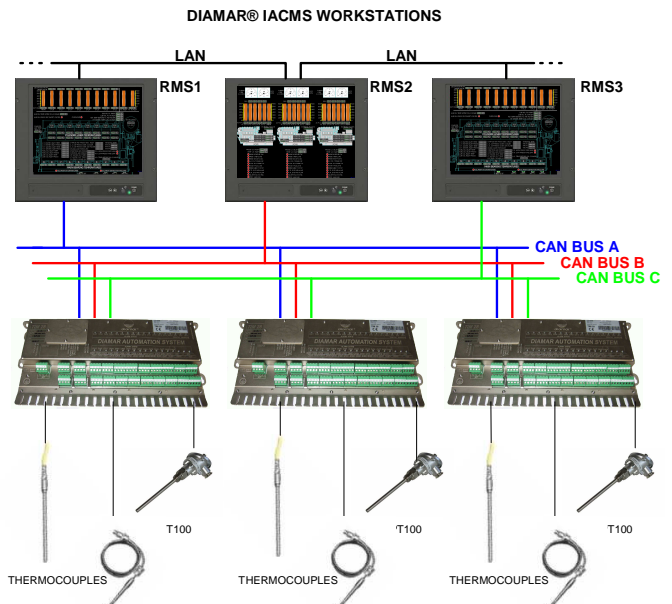 DIAMAR® IACMS WORKSTATIONS
LAN LAN
RMS1 RMS2 RMS3
CAN BUS A
CAN BUS B
CAN BUS C
DIAMAR AUTOMATION SYSTEM DIAMAR AUTOMATION SYSTEM DIAMAR AUTOMATION SYSTEM
T100 T100 T100
THERMOCOUPLES THERMOCOUPLES THERMOCOUPLES